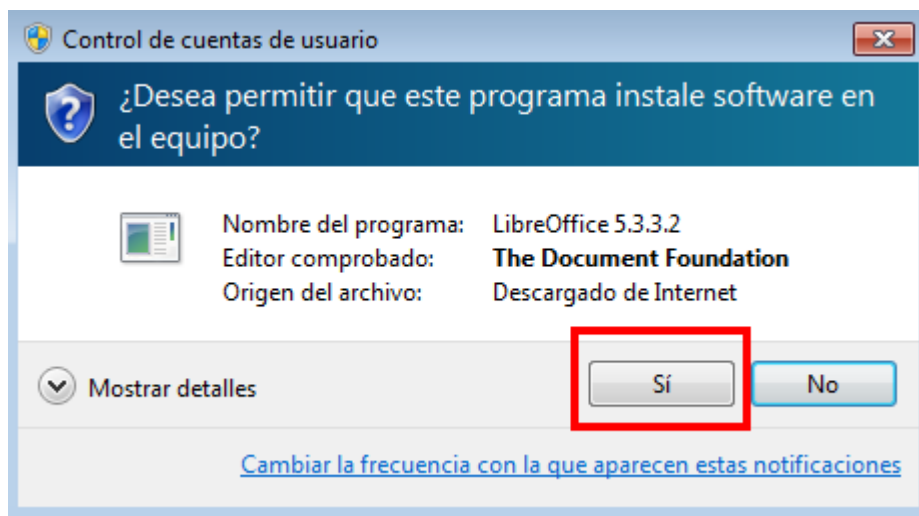 Control de cuentas de usuario
¿Desea permitir que este programa instale software en
el equipo?
Nombre del programa: LibreOffice 5.3.3.2
Editor comprobado: The Document Foundation
Origen del archivo: Descargado de Internet
Mostrar detalles Sí No
Cambiar la frecuencia con la que aparecen estas notificaciones